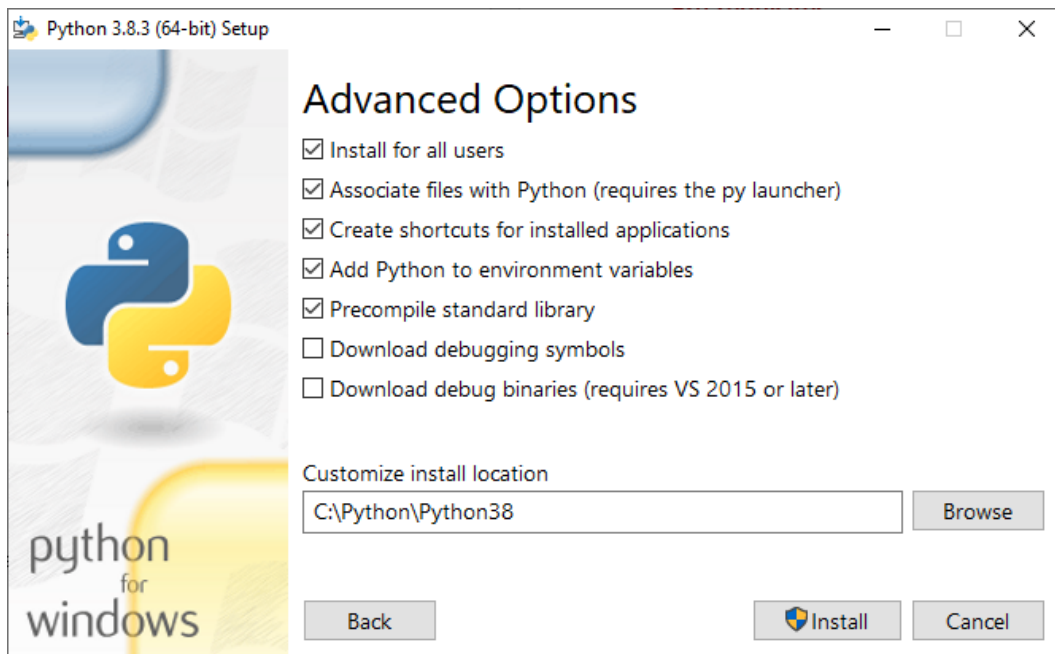 Python 3.8.3 (64-bit) Setup
Advanced Options
Install for all users
Associate files with Python (requires the py launcher)
Create shortcuts for installed applications
Add Python to environment variables
Precompile standard library
Download debugging symbols
Download debug binaries (requires VS 2015 or later)
Customize install location
C:\Python\Python38
Browse
python
for
windows
Back
Install
Cancel